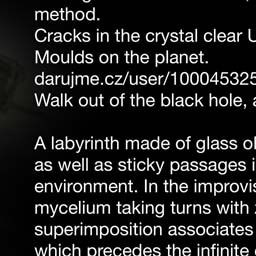 method.
Cracks in the crystal clear U
Moulds on the planet.
darujme.cz/user/100045325
Walk out of the black hole, a
A labyrinth made of glass ol
as well as sticky passages i
environment. In the improvis
mycelium taking turns with
superimposition associates
which precedes the infinite